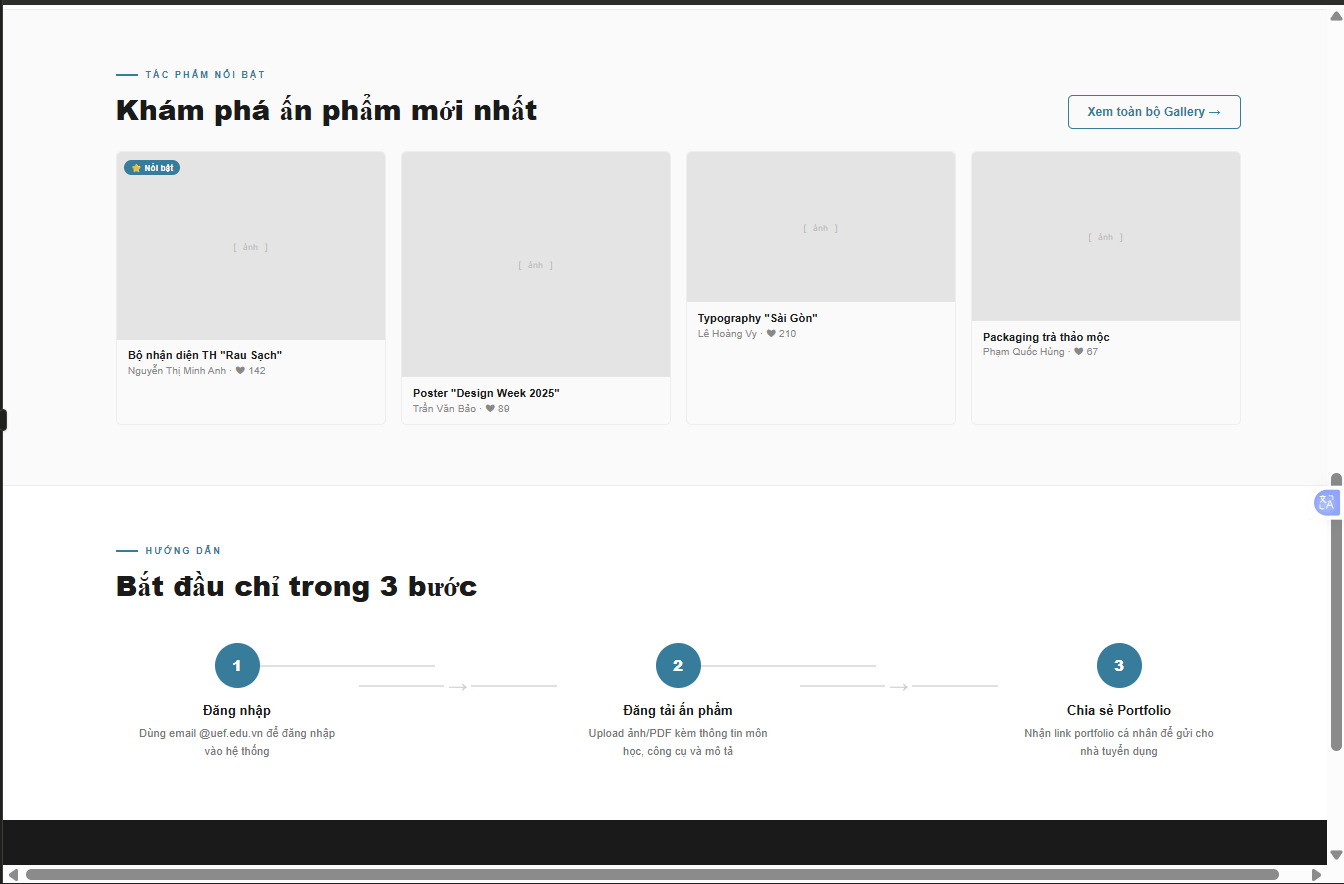 TÁC PHẨM NỔI BẬT
Khám phá ấn phẩm mới nhất
Xem toàn bộ Gallery →
⭐ Nổi bật
[ ảnh ]
[ ảnh ]
[ ảnh ]
[ ảnh ]
Bộ nhận diện TH "Rau Sạch"
Nguyễn Thị Minh Anh · ♥ 142
Poster "Design Week 2025"
Trần Văn Bảo · ♥ 89
Typography "Sài Gòn"
Lê Hoàng Vy · ♥ 210
Packaging trà thảo mộc
Phạm Quốc Hùng · ♥ 67
HƯỚNG DẪN
Bắt đầu chỉ trong 3 bước
1
Đăng nhập
Dùng email @uef.edu.vn để đăng nhập
vào hệ thống
→
2
Đăng tải ấn phẩm
Upload ảnh/PDF kèm thông tin môn
học, công cụ và mô tả
→
3
Chia sẻ Portfolio
Nhận link portfolio cá nhân để gửi cho
nhà tuyển dụng